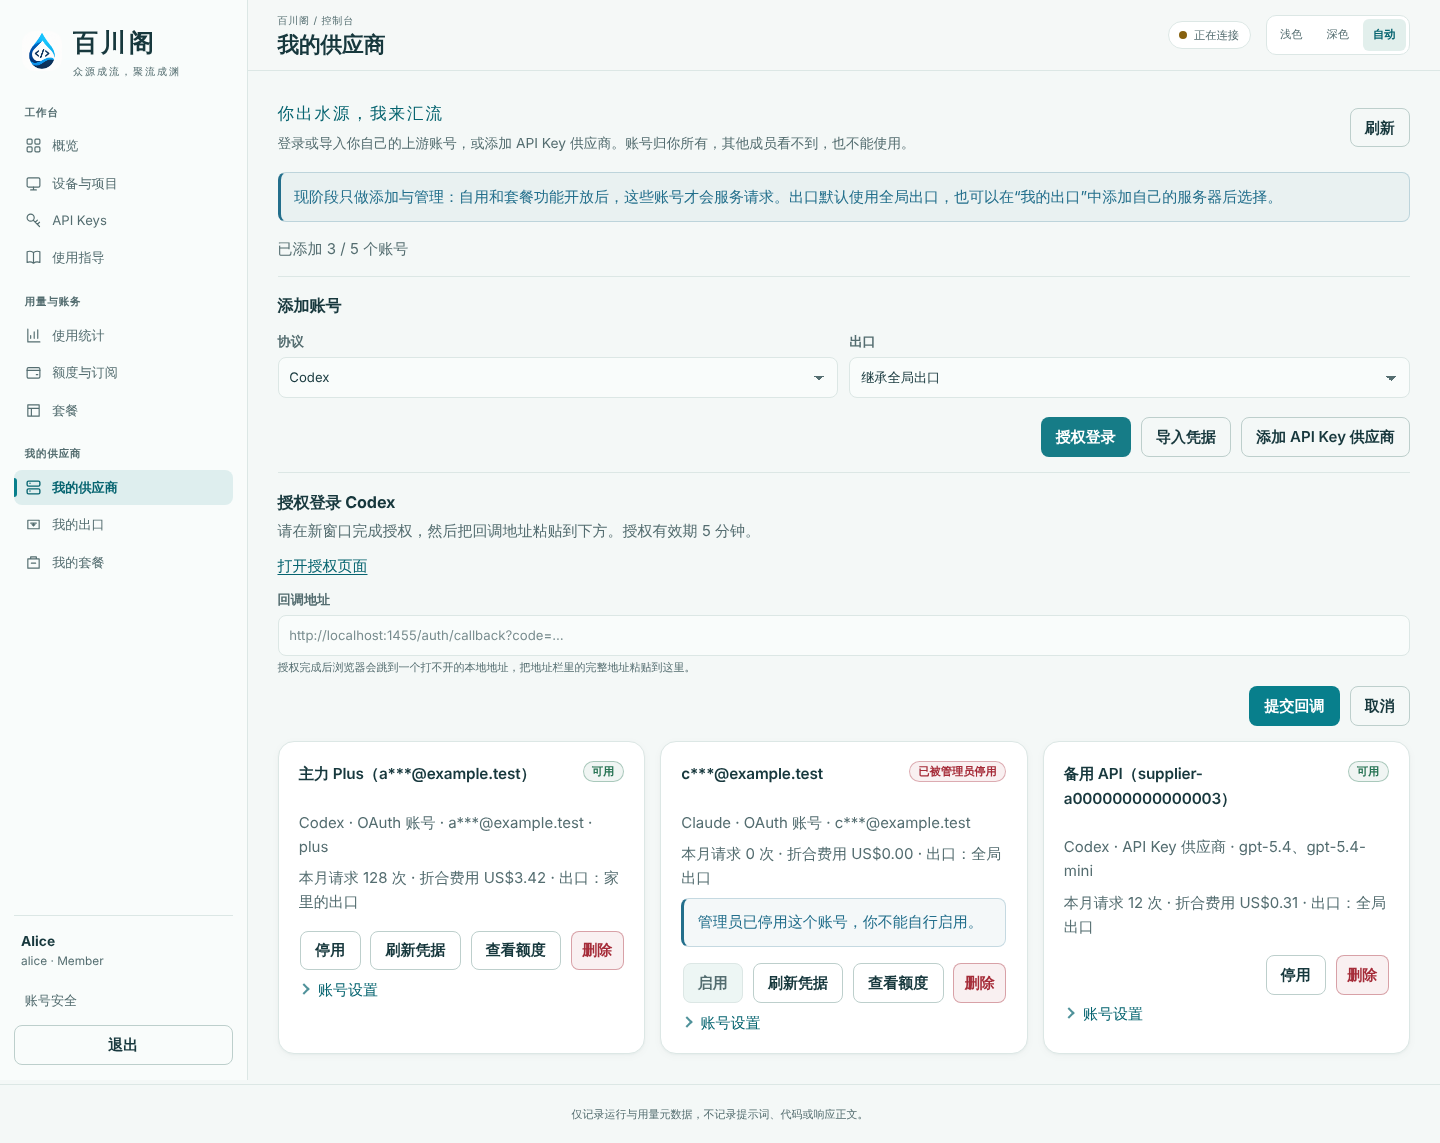 百川阁
众源成流，聚流成渊
工作台
概览
设备与项目
API Keys
使用指导
用量与账务
使用统计
额度与订阅
套餐
我的供应商
我的供应商
我的出口
我的套餐
Alice
alice · Member
账号安全
退出
百川阁 / 控制台
我的供应商
正在连接
浅色
深色
自动
你出水源，我来汇流
登录或导入你自己的上游账号，或添加 API Key 供应商。账号归你所有，其他成员看不到，也不能使用。
刷新
现阶段只做添加与管理：自用和套餐功能开放后，这些账号才会服务请求。出口默认使用全局出口，也可以在“我的出口”中添加自己的服务器后选择。
已添加 3 / 5 个账号
添加账号
协议
Codex
出口
继承全局出口
授权登录
导入凭据
添加 API Key 供应商
授权登录 Codex
请在新窗口完成授权，然后把回调地址粘贴到下方。授权有效期 5 分钟。
打开授权页面
回调地址
http://localhost:1455/auth/callback?code=...
授权完成后浏览器会跳到一个打不开的本地地址，把地址栏里的完整地址粘贴到这里。
提交回调
取消
主力 Plus（a***@example.test）
可用
Codex · OAuth 账号 · a***@example.test ·
plus
本月请求 128 次 · 折合费用 US$3.42 · 出口：家
里的出口
停用
刷新凭据
查看额度
删除
账号设置
c***@example.test
已被管理员停用
Claude · OAuth 账号 · c***@example.test
本月请求 0 次 · 折合费用 US$0.00 · 出口：全局
出口
管理员已停用这个账号，你不能自行启用。
启用
刷新凭据
查看额度
删除
账号设置
备用 API（supplier-
a000000000000003）
可用
Codex · API Key 供应商 · gpt-5.4、gpt-5.4-
mini
本月请求 12 次 · 折合费用 US$0.31 · 出口：全局
出口
停用
删除
账号设置
仅记录运行与用量元数据，不记录提示词、代码或响应正文。